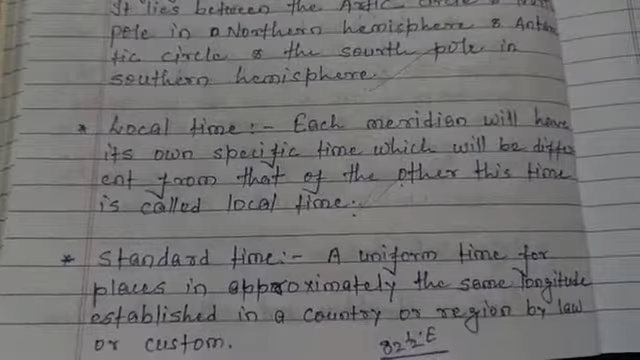 It lies between the Arctic circle &
pole in a Northern hemisphere & Antar
tic circle & the sourth pole in
southern hemisphere.
* Local time:- Each meridian will have
its own specific time which will be differ
ent from that of the other this time
is called local time.
* Standard time:- A uniform time for
places in approximately the same longitude
established in a country or region by law
or custom.
82½°E